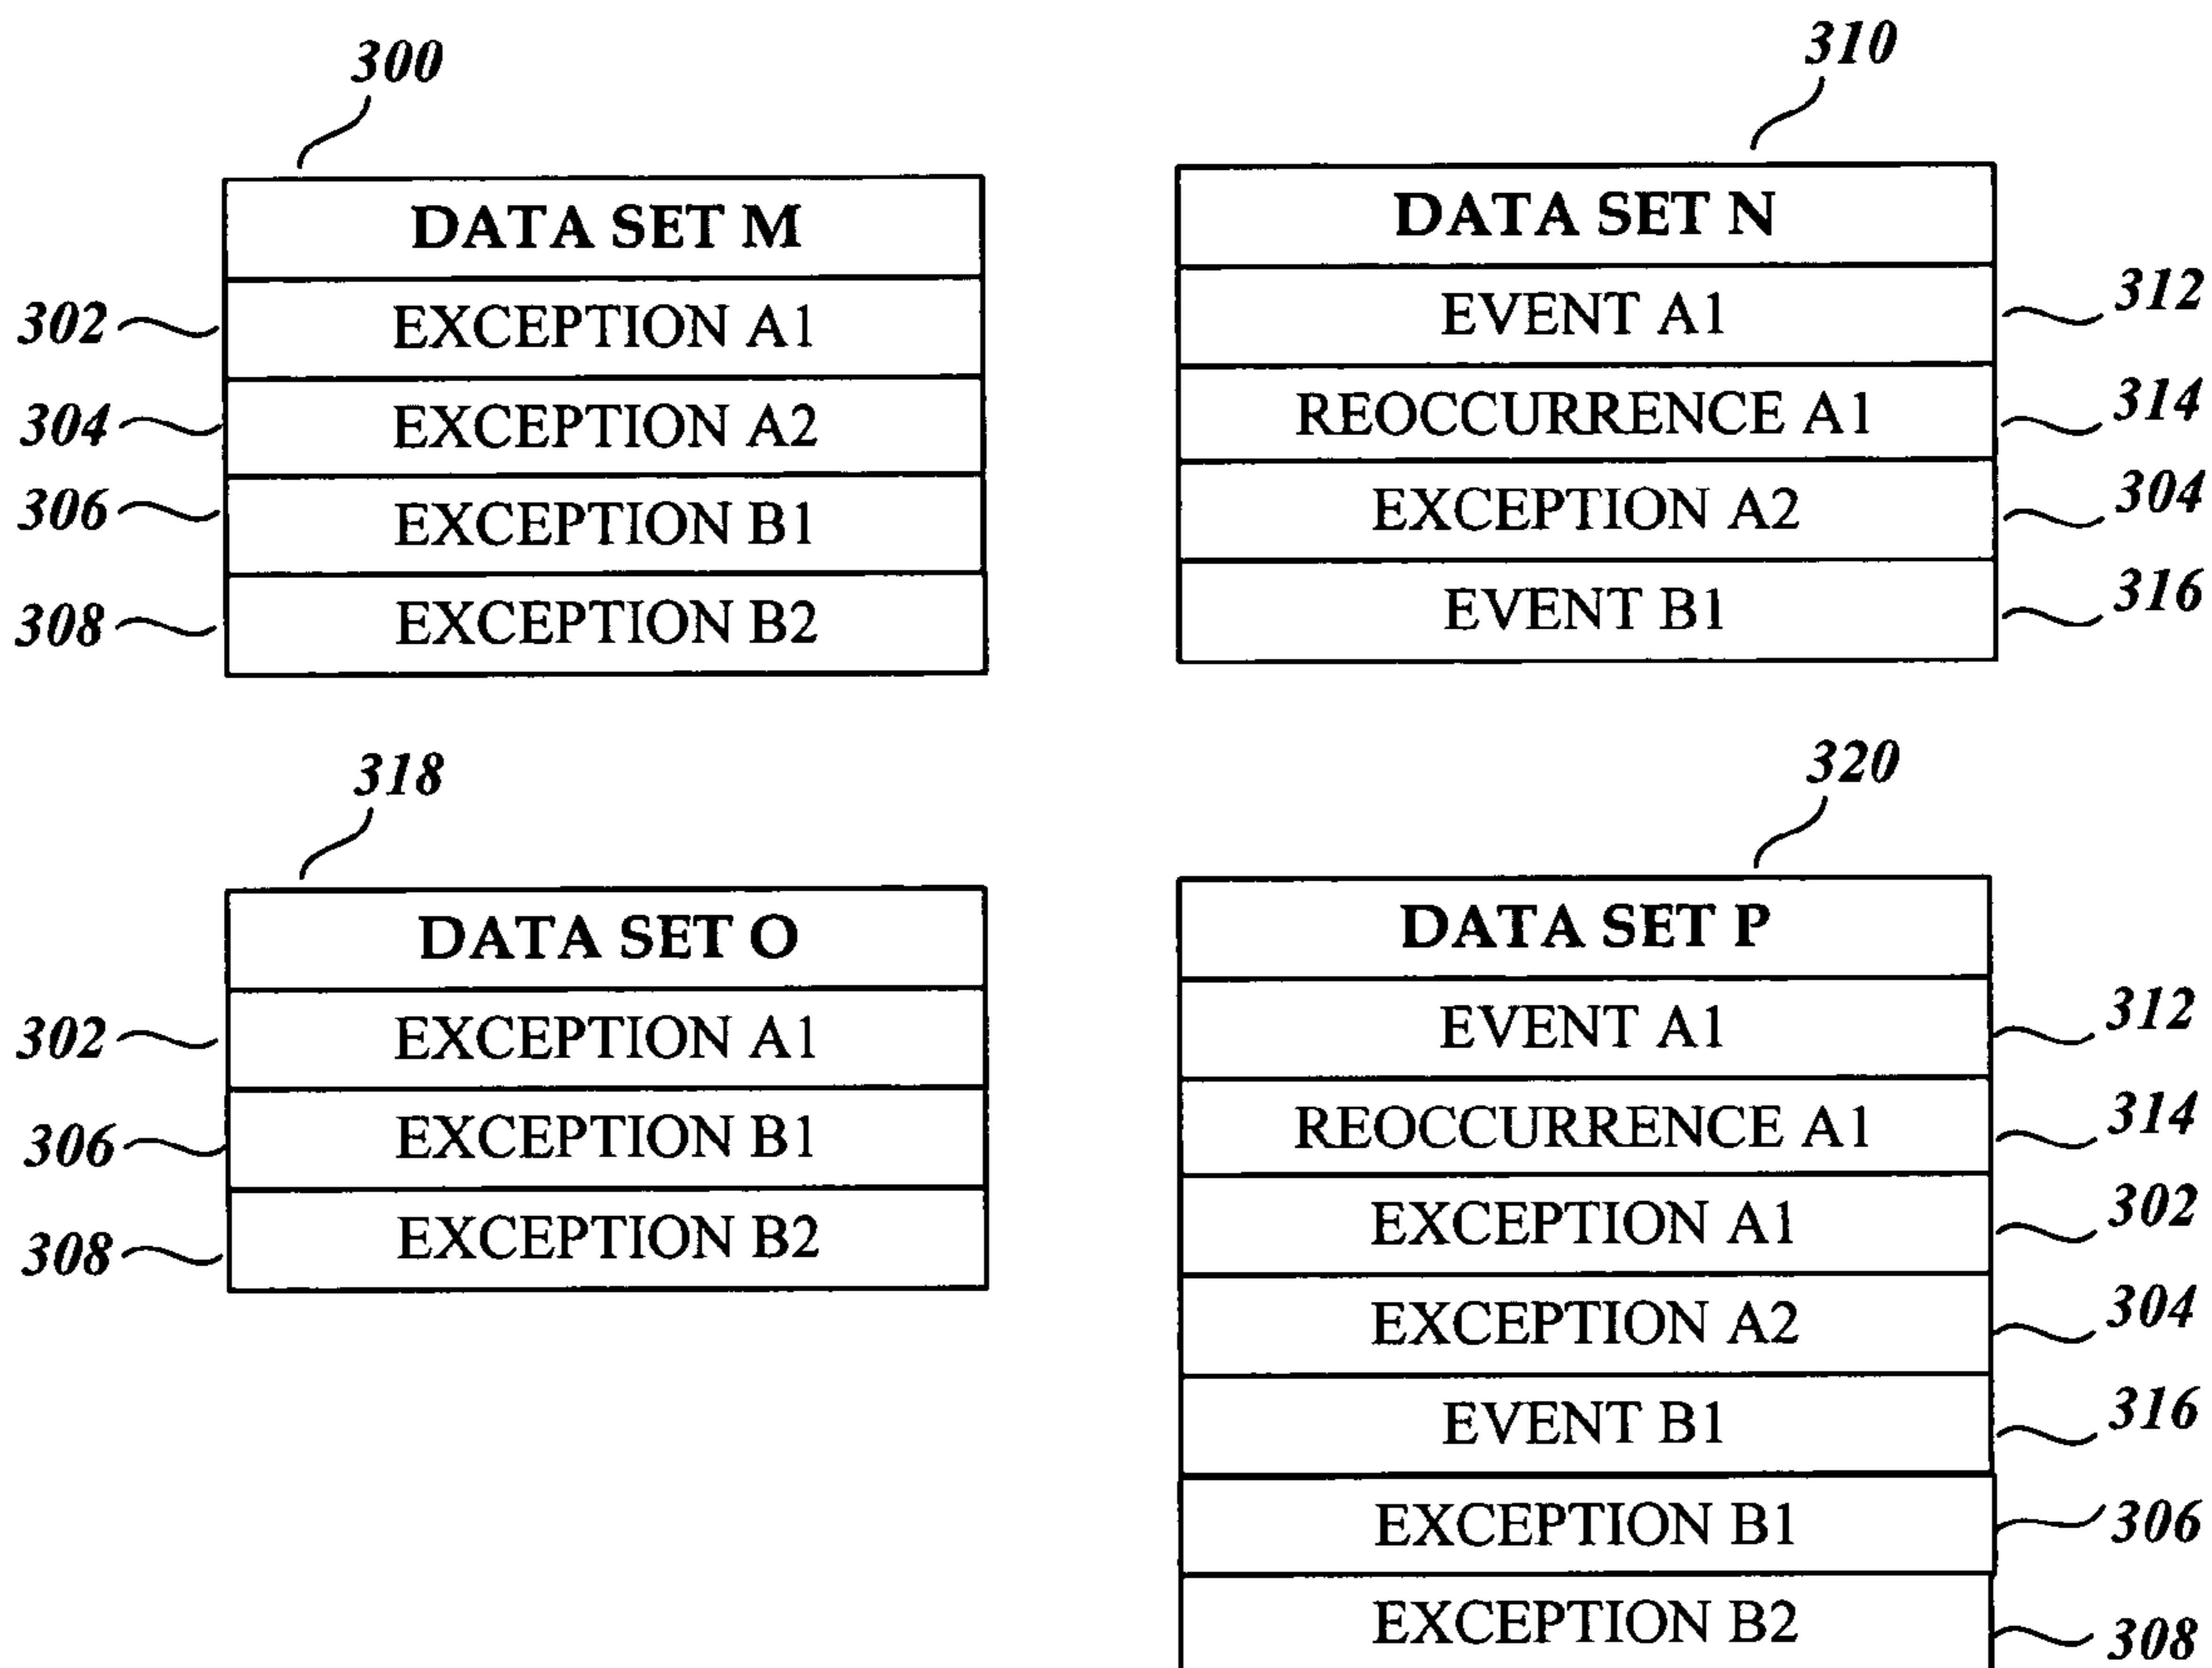 300
DATA SET M
302 EXCEPTION A1
304 EXCEPTION A2
306 EXCEPTION B1
308 EXCEPTION B2
310
DATA SET N
EVENT A1 312
REOCCURRENCE A1 314
EXCEPTION A2 304
EVENT B1 316
318
DATA SET O
302 EXCEPTION A1
306 EXCEPTION B1
308 EXCEPTION B2
320
DATA SET P
EVENT A1 312
REOCCURRENCE A1 314
EXCEPTION A1 302
EXCEPTION A2 304
EVENT B1 316
EXCEPTION B1 306
EXCEPTION B2 308